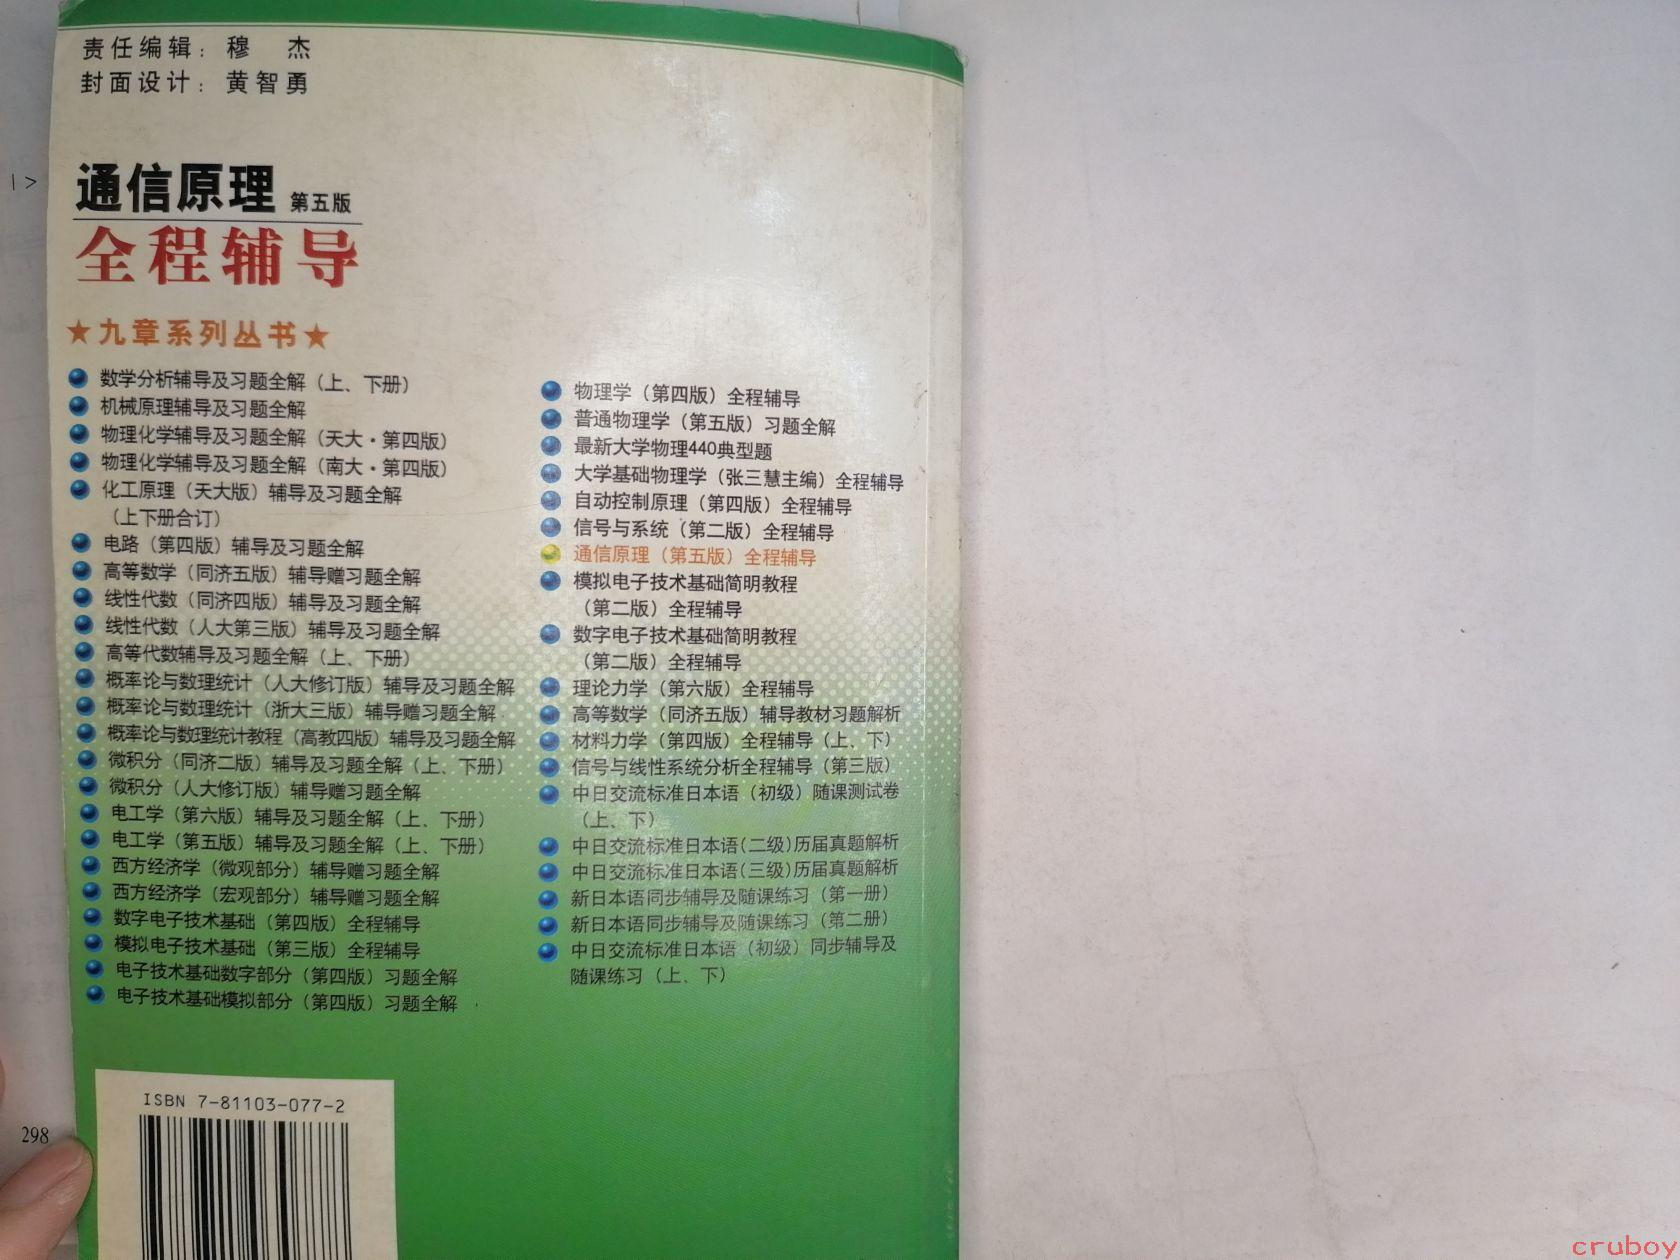 责任编辑：穆 杰
封面设计：黄智勇
通信原理 第五版
全程辅导
★九章系列丛书★
数学分析辅导及习题全解（上、下册）
机械原理辅导及习题全解
物理化学辅导及习题全解（天大·第四版）
物理化学辅导及习题全解（南大·第四版）
化工原理（天大版）辅导及习题全解
（上下册合订）
电路（第四版）辅导及习题全解
高等数学（同济五版）辅导赠习题全解
线性代数（同济四版）辅导及习题全解
线性代数（人大第三版）辅导及习题全解
高等代数辅导及习题全解（上、下册）
概率论与数理统计（人大修订版）辅导及习题全解
概率论与数理统计（浙大三版）辅导赠习题全解
概率论与数理统计教程（高教四版）辅导及习题全解
微积分（同济二版）辅导及习题全解（上、下册）
微积分（人大修订版）辅导赠习题全解
电工学（第六版）辅导及习题全解（上、下册）
电工学（第五版）辅导及习题全解（上、下册）
西方经济学（微观部分）辅导赠习题全解
西方经济学（宏观部分）辅导赠习题全解
数字电子技术基础（第四版）全程辅导
模拟电子技术基础（第三版）全程辅导
电子技术基础数字部分（第四版）习题全解
电子技术基础模拟部分（第四版）习题全解
物理学（第四版）全程辅导
普通物理学（第五版）习题全解
最新大学物理440典型题
大学基础物理学（张三慧主编）全程辅导
自动控制原理（第四版）全程辅导
信号与系统（第二版）全程辅导
通信原理（第五版）全程辅导
模拟电子技术基础简明教程
（第二版）全程辅导
数字电子技术基础简明教程
（第二版）全程辅导
理论力学（第六版）全程辅导
高等数学（同济五版）辅导教材习题解析
材料力学（第四版）全程辅导（上、下）
信号与线性系统分析全程辅导（第三版）
中日交流标准日本语（初级）随课测试卷
（上、下）
中日交流标准日本语（二级）历届真题解析
中日交流标准日本语（三级）历届真题解析
新日本语同步辅导及随课练习（第一册）
新日本语同步辅导及随课练习（第二册）
中日交流标准日本语（初级）同步辅导及
随课练习（上、下）
ISBN 7-81103-077-2
298
cruboy